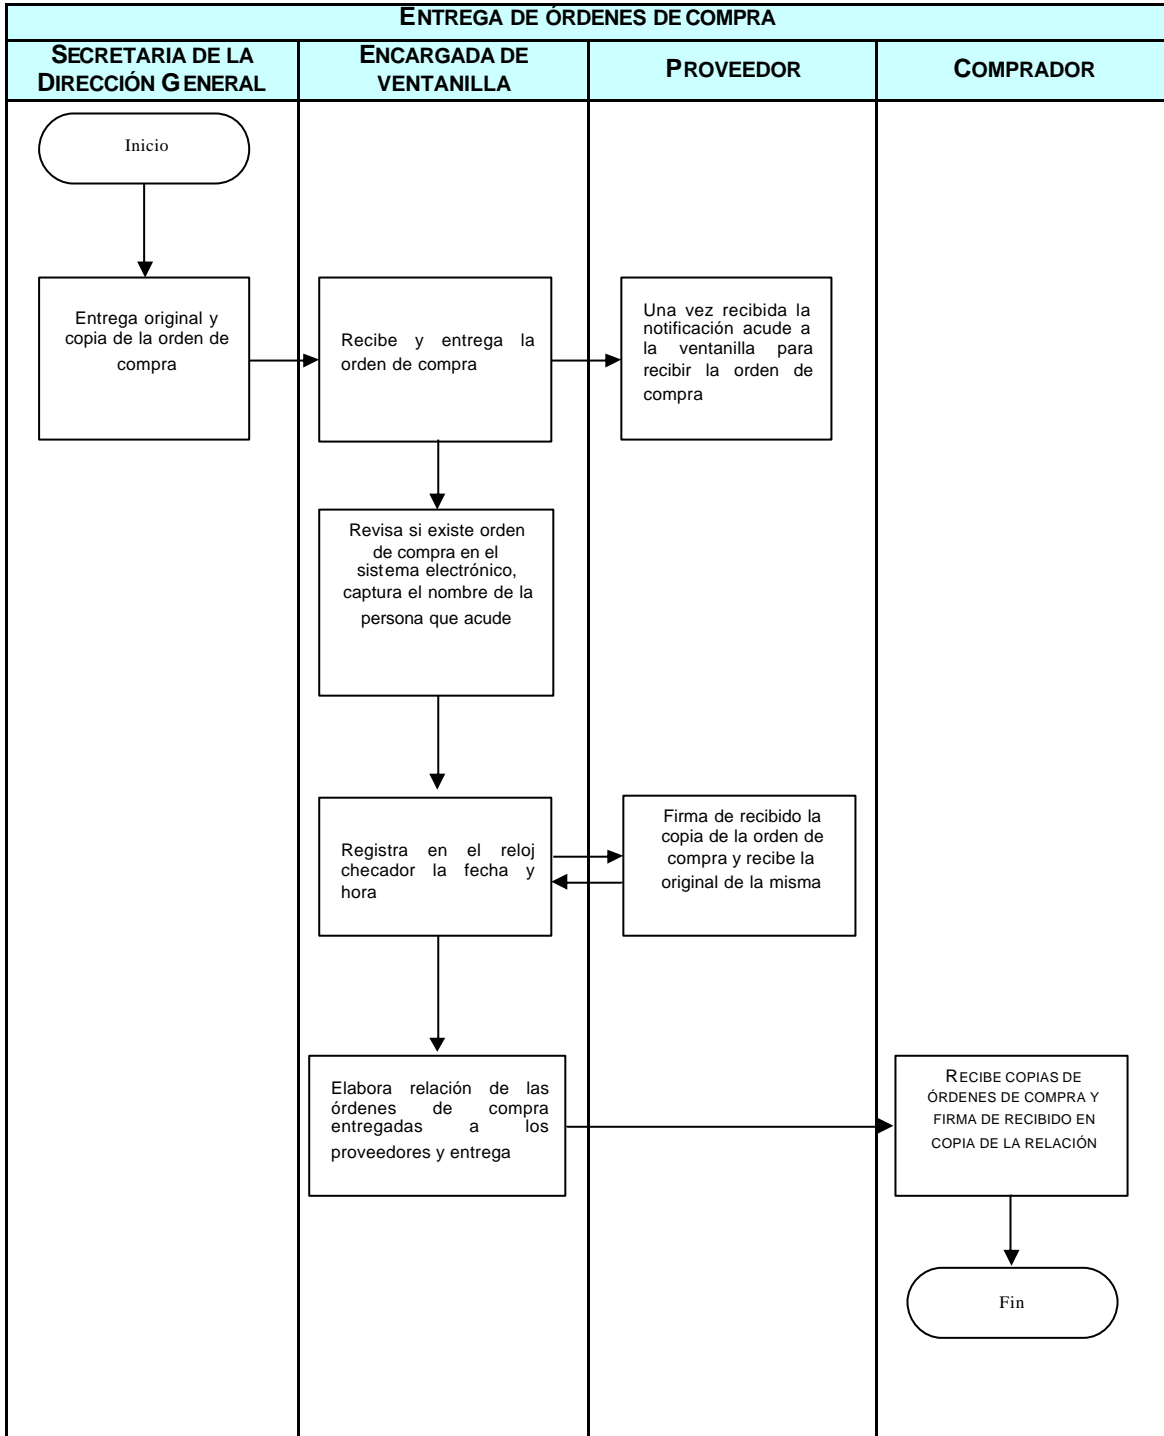 ENTREGA DE ÓRDENES DE COMPRA
SECRETARIA DE LA
DIRECCIÓN GENERAL
ENCARGADA DE
VENTANILLA
PROVEEDOR
COMPRADOR
Inicio
Entrega original y
copia de la orden de
compra
Recibe y entrega la
orden de compra
Una vez recibida la
notificación acude a
la ventanilla para
recibir la orden de
compra
Revisa si existe orden
de compra en el
sistema electrónico,
captura el nombre de la
persona que acude
Registra en el reloj
checador la fecha y
hora
Firma de recibido la
copia de la orden de
compra y recibe la
original de la misma
Elabora relación de las
órdenes de compra
entregadas a los
proveedores y entrega
RECIBE COPIAS DE
ÓRDENES DE COMPRA Y
FIRMA DE RECIBIDO EN
COPIA DE LA RELACIÓN
Fin